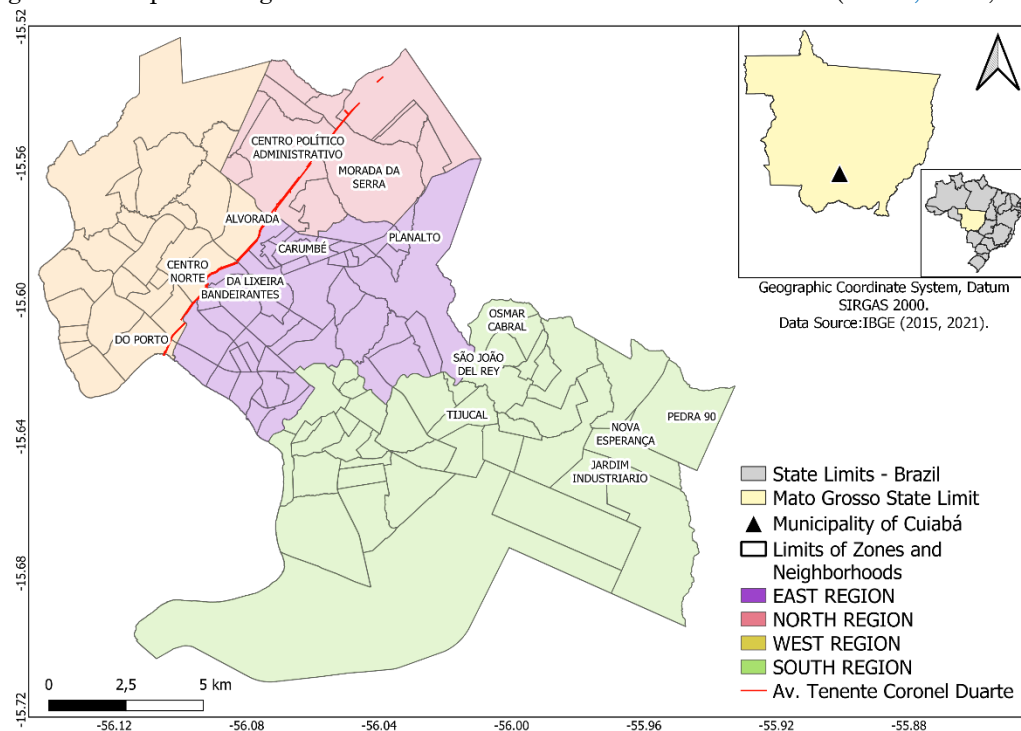 -15.52
-15.56
-15.60
-15.64
-15.68
-15.72
CENTRO POLÍTICO
ADMINISTRATIVO
MORADA DA
SERRA
ALVORADA
PLANALTO
CARUMBÉ
CENTRO
NORTE
DA LIXEIRA
BANDEIRANTES
DO PORTO
OSMAR
CABRAL
SÃO JOÃO
DEL REY
TIJUCAL
PEDRA 90
NOVA
ESPERANÇA
JARDIM
INDUSTRIARIO
Geographic Coordinate System, Datum
SIRGAS 2000.
Data Source:IBGE (2015, 2021).
State Limits - Brazil
Mato Grosso State Limit
Municipality of Cuiabá
Limits of Zones and
Neighborhoods
EAST REGION
NORTH REGION
WEST REGION
SOUTH REGION
Av. Tenente Coronel Duarte
0 2,5 5 km
-56.12 -56.08 -56.04 -56.00 -55.96 -55.92 -55.88